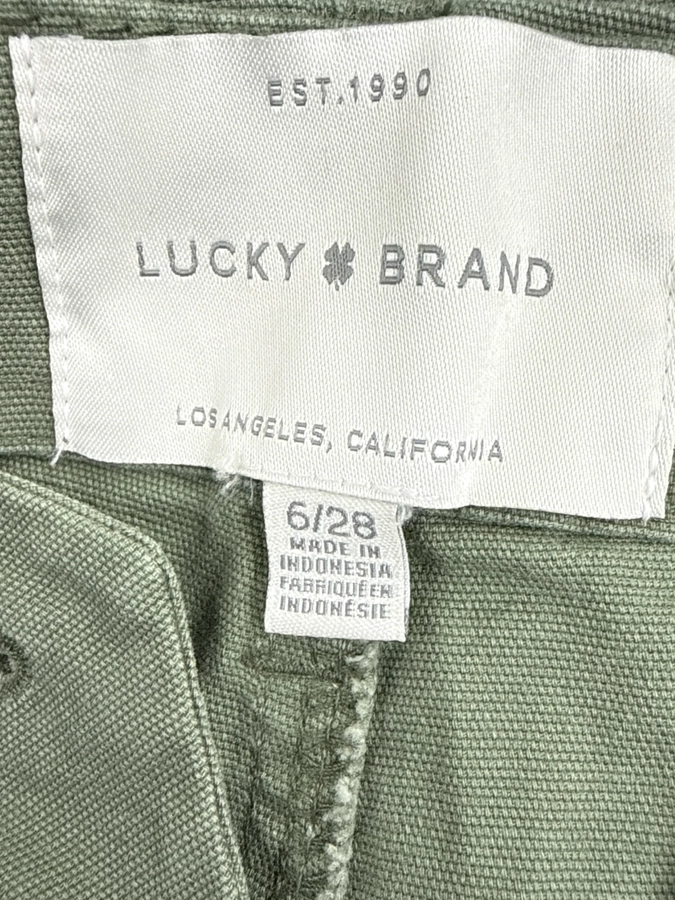 EST.1990
LUCKY BRAND
LOS ANGELES, CALIFORNIA
6/28
MADE IN
INDONESIA
FABRIQUÉ EN
INDONÉSIE